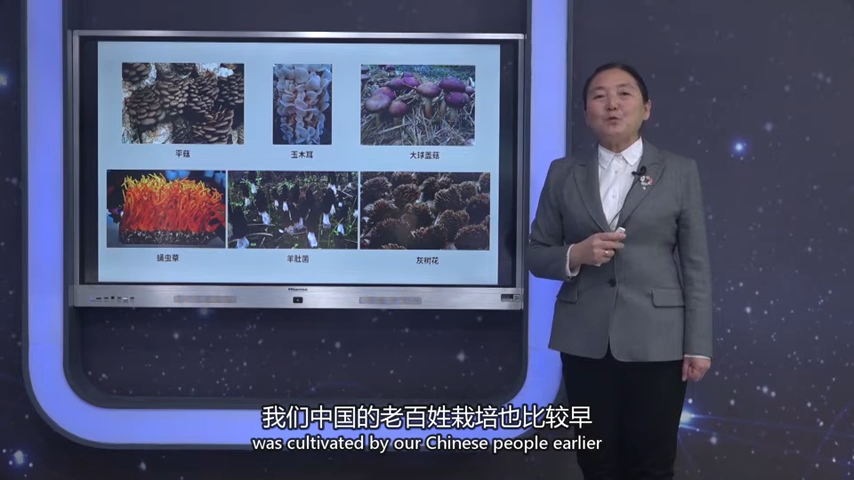 平菇
玉木耳
大球盖菇
蛹虫草
羊肚菌
灰树花
Hisense
我们中国的老百姓栽培也比较早
was cultivated by our Chinese people earlier